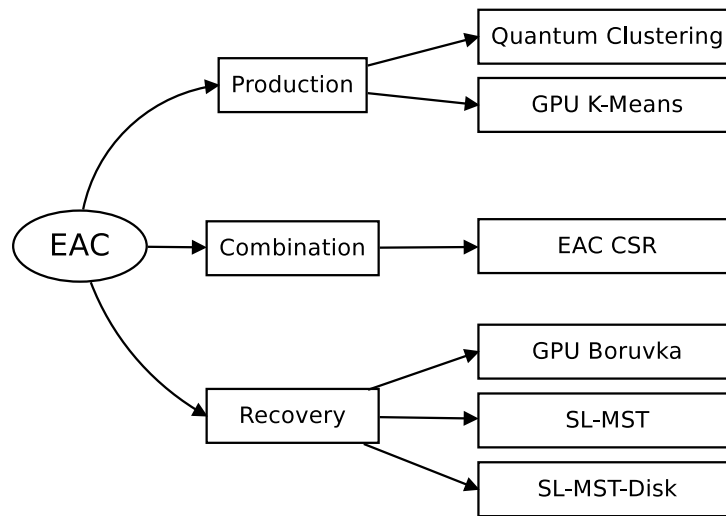 EAC
Production
Quantum Clustering
GPU K-Means
Combination
EAC CSR
Recovery
GPU Boruvka
SL-MST
SL-MST-Disk